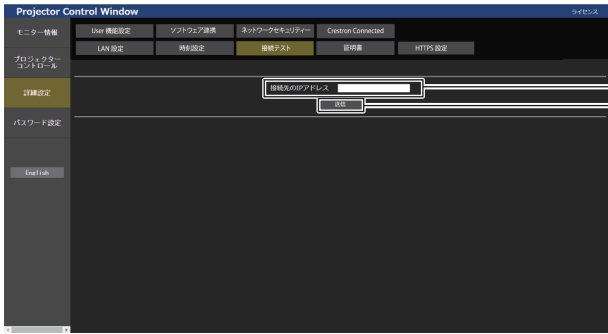 Projector Control Window ライセンス
モニター情報 User 機能設定 ソフトウェア連携 ネットワークセキュリティー Crestron Connected
LAN 設定 時刻設定 接続テスト 証明書 HTTPS 設定
プロジェクター
コントロール
詳細設定
接続先のIPアドレス
送信
パスワード設定
English